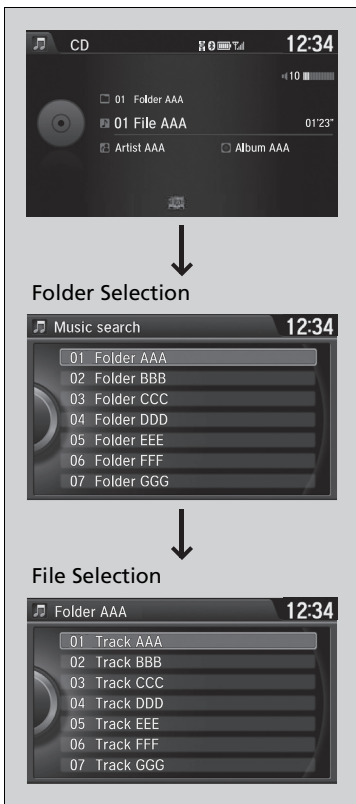 CD 12:34
10
01 Folder AAA
01 File AAA 01'23"
Artist AAA Album AAA
Folder Selection
Music search 12:34
01 Folder AAA
02 Folder BBB
03 Folder CCC
04 Folder DDD
05 Folder EEE
06 Folder FFF
07 Folder GGG
File Selection
Folder AAA 12:34
01 Track AAA
02 Track BBB
03 Track CCC
04 Track DDD
05 Track EEE
06 Track FFF
07 Track GGG